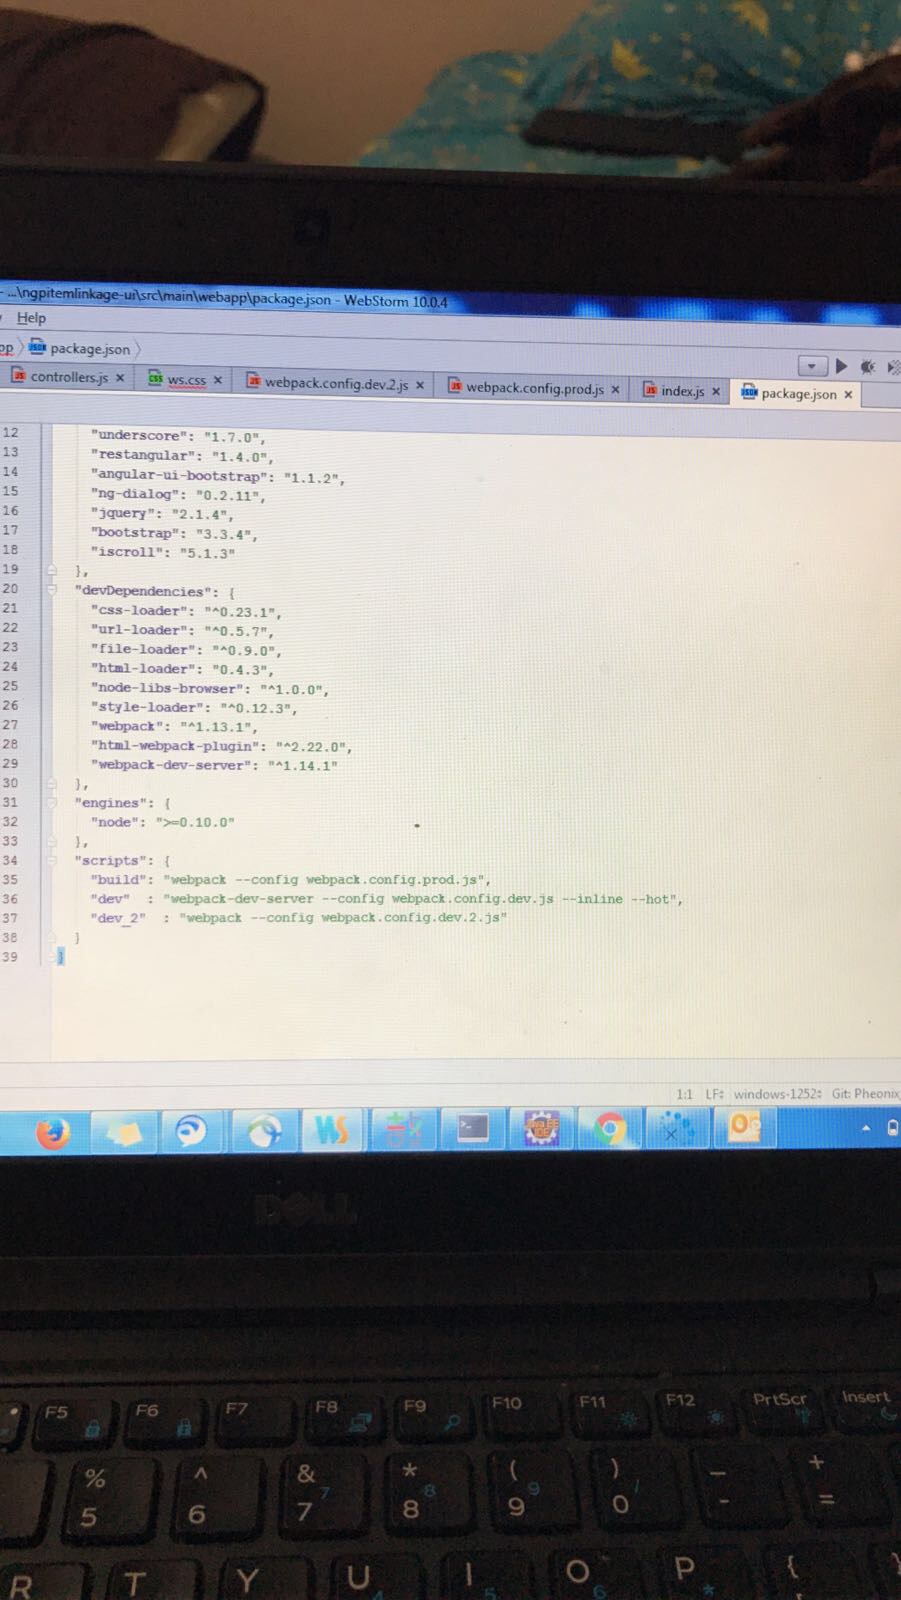 - ...\ngpitemlinkage-ui\src\main\webapp\package.json - WebStorm 10.0.4
Help
pp package.json
controllers.js × ws.css × webpack.config.dev.2.js × webpack.config.prod.js × index.js × package.json ×
12 "underscore": "1.7.0",
13 "restangular": "1.4.0",
14 "angular-ui-bootstrap": "1.1.2",
15 "ng-dialog": "0.2.11",
16 "jquery": "2.1.4",
17 "bootstrap": "3.3.4",
18 "iscroll": "5.1.3"
19 },
20 "devDependencies": {
21 "css-loader": "^0.23.1",
22 "url-loader": "^0.5.7",
23 "file-loader": "^0.9.0",
24 "html-loader": "0.4.3",
25 "node-libs-browser": "^1.0.0",
26 "style-loader": "^0.12.3",
27 "webpack": "^1.13.1",
28 "html-webpack-plugin": "^2.22.0",
29 "webpack-dev-server": "^1.14.1"
30 },
31 "engines": {
32 "node": ">=0.10.0"
33 },
34 "scripts": {
35 "build": "webpack --config webpack.config.prod.js",
36 "dev" : "webpack-dev-server --config webpack.config.dev.js --inline --hot",
37 "dev_2" : "webpack --config webpack.config.dev.2.js"
38 }
39 }
1:1 LF windows-1252 Git: Pheonix
WS Java EE IDE
DELL
F5 F6 F7 F8 F9 F10 F11 F12 PrtScr Insert
% ^ & * ( ) _ +
5 6 7 8 9 0 - =
R T Y U I O P {